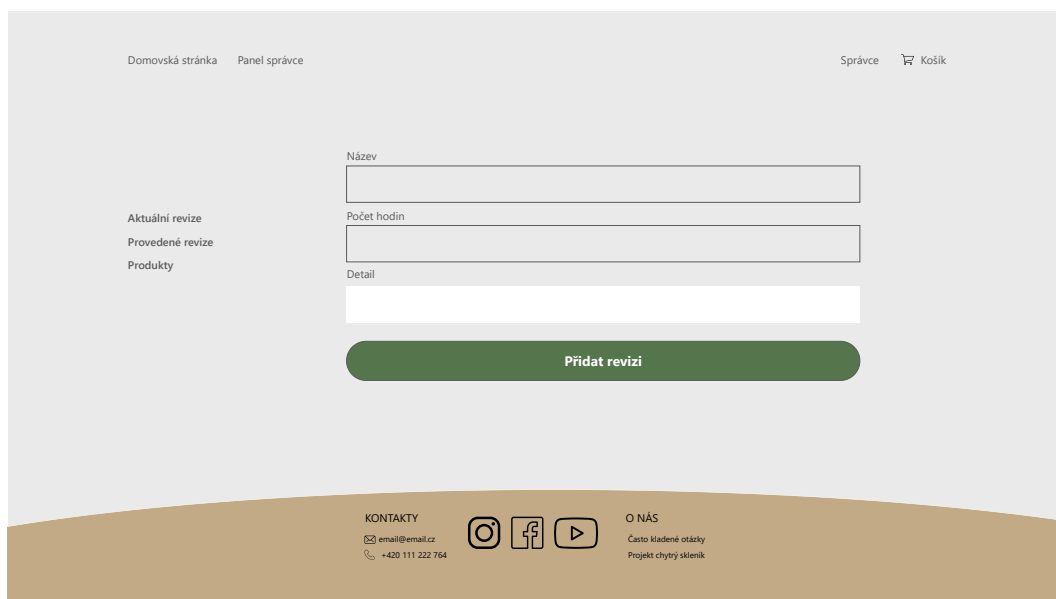 Domovská stránka Panel správce Správce Košík
Název
Počet hodin
Detail
Přidat revizi
Aktuální revize
Provedené revize
Produkty
KONTAKTY
email@email.cz
+420 111 222 764
O NÁS
Často kladené otázky
Projekt chytrý skleník